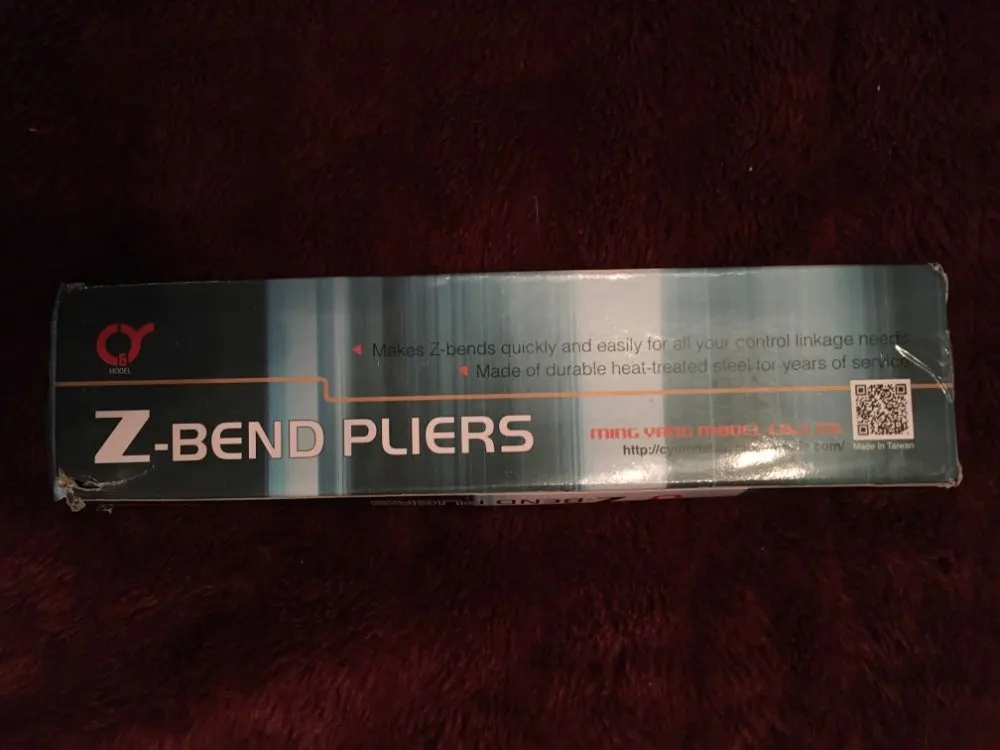 CY
&
MODEL
Makes Z-bends quickly and easily for all your control linkage needs
Made of durable heat-treated steel for years of service
Z-BEND PLIERS
MING YANG MODEL CO., LTD
Made In Taiwan